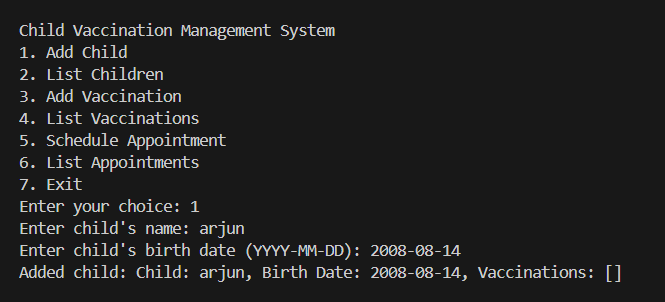 Child Vaccination Management System
1. Add Child
2. List Children
3. Add Vaccination
4. List Vaccinations
5. Schedule Appointment
6. List Appointments
7. Exit
Enter your choice: 1
Enter child's name: arjun
Enter child's birth date (YYYY-MM-DD): 2008-08-14
Added child: Child: arjun, Birth Date: 2008-08-14, Vaccinations: []